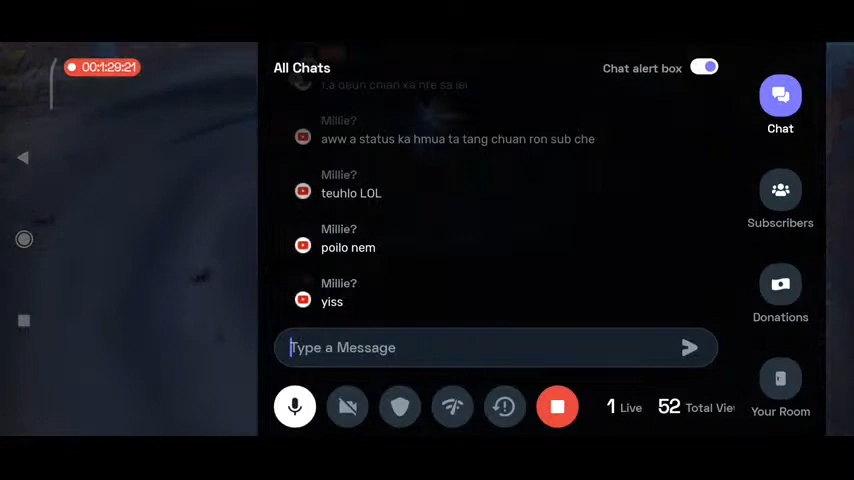 00:1:29:21
All Chats
Chat alert box
Chat
Millie?
aww a status ka hmua ta tang chuan ron sub che
Millie?
teuhlo LOL
Subscribers
Millie?
poilo nem
Millie?
yiss
Donations
Type a Message
1 Live
52 Total Vie
Your Room